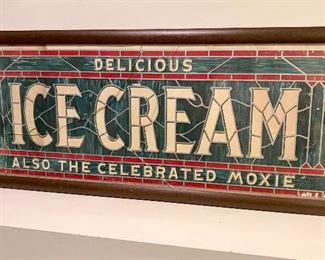 DELICIOUS
ICE CREAM
ALSO THE CELEBRATED MOXIE